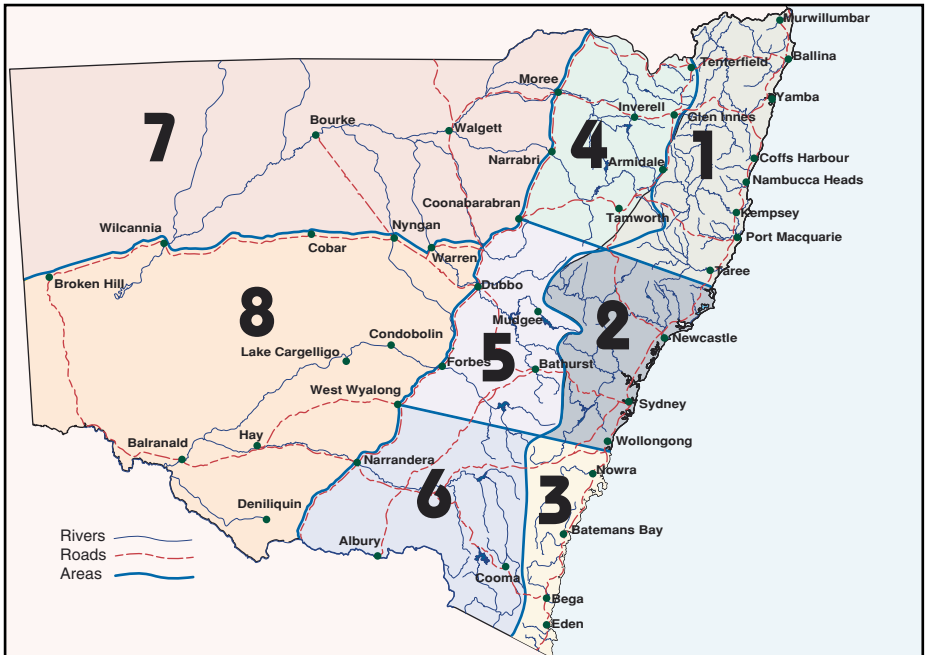 Murwillumbar
Tenterfield
Ballina
Moree
Yamba
Inverell
Glen Innes
7
Bourke
Walgett
4
1
Narrabri
Armidale
Coffs Harbour
Nambucca Heads
Coonabarabran
Tamworth
Kempsey
Wilcannia
Nyngan
Port Macquarie
Cobar
Warren
Taree
Broken Hill
Dubbo
8
Mudgee
2
Condobolin
Newcastle
Lake Cargelligo
Forbes
5
Bathurst
West Wyalong
Sydney
Balranald
Hay
Wollongong
Narrandera
Nowra
6
3
Deniliquin
Batemans Bay
Rivers
Albury
Roads
Areas
Cooma
Bega
Eden